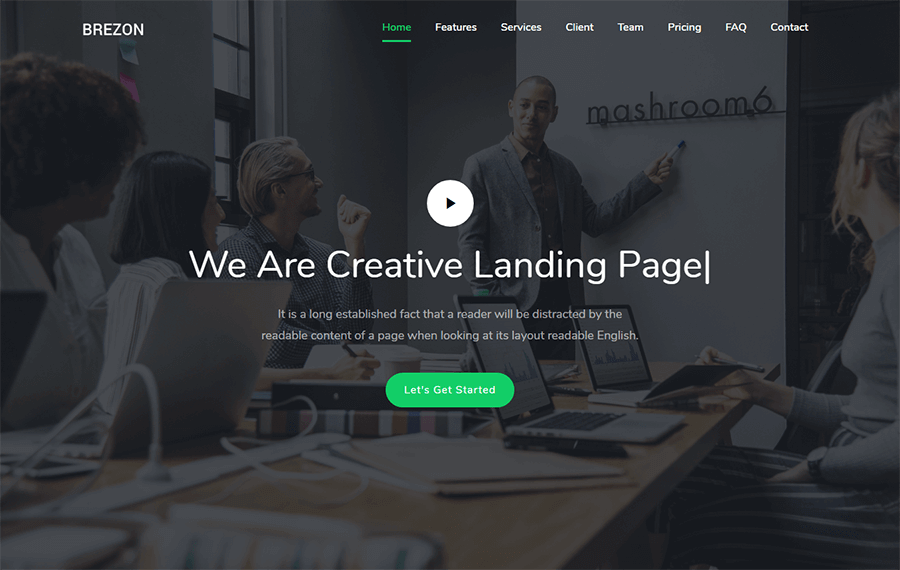 BREZON
Home Features Services Client Team Pricing FAQ Contact
mashroom6
We Are Creative Landing Page|
It is a long established fact that a reader will be distracted by the
readable content of a page when looking at its layout readable English.
Let's Get Started